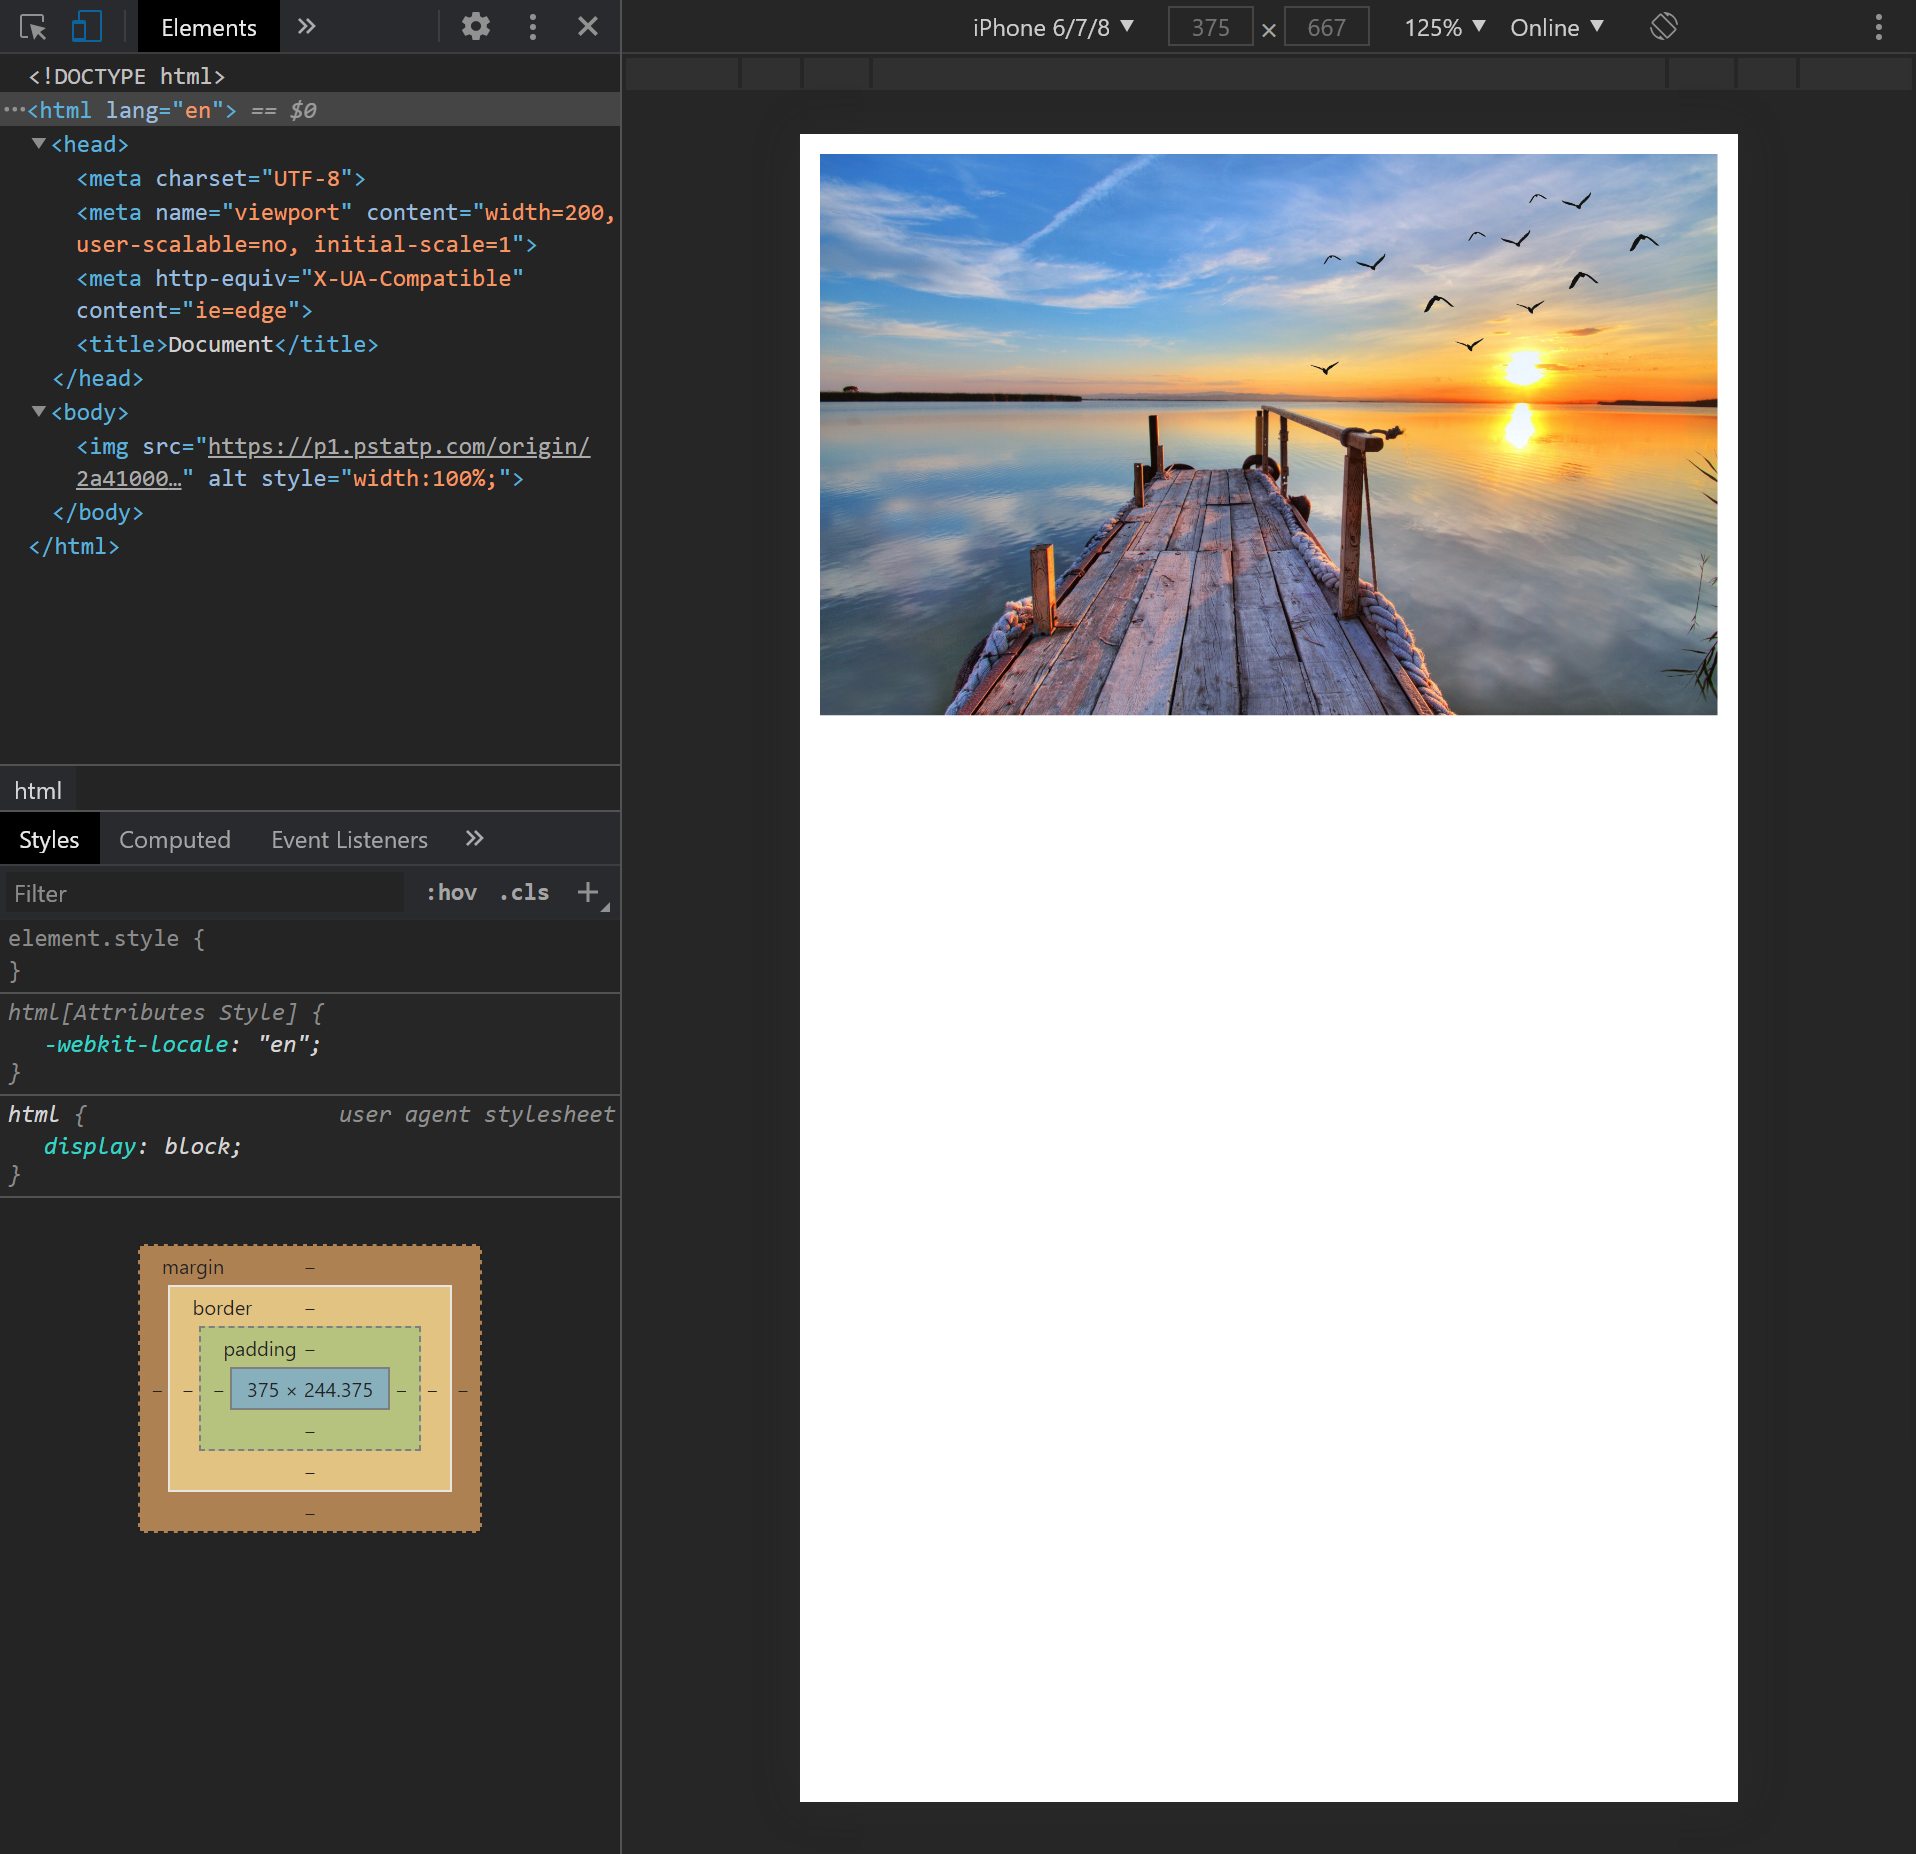 Elements
iPhone 6/7/8 ▼ 375 × 667 125% ▼ Online ▼
<!DOCTYPE html>
…<html lang="en"> == $0
▼<head>
<meta charset="UTF-8">
<meta name="viewport" content="width=200,
user-scalable=no, initial-scale=1">
<meta http-equiv="X-UA-Compatible"
content="ie=edge">
<title>Document</title>
</head>
▼<body>
<img src="https://p1.pstatp.com/origin/
2a41000…" alt style="width:100%;">
</body>
</html>
html
Styles Computed Event Listeners
Filter :hov .cls +
element.style {
}
html[Attributes Style] {
-webkit-locale: "en";
}
html { user agent stylesheet
display: block;
}
margin –
border –
padding –
– – – 375 × 244.375 – – –
–
–
–